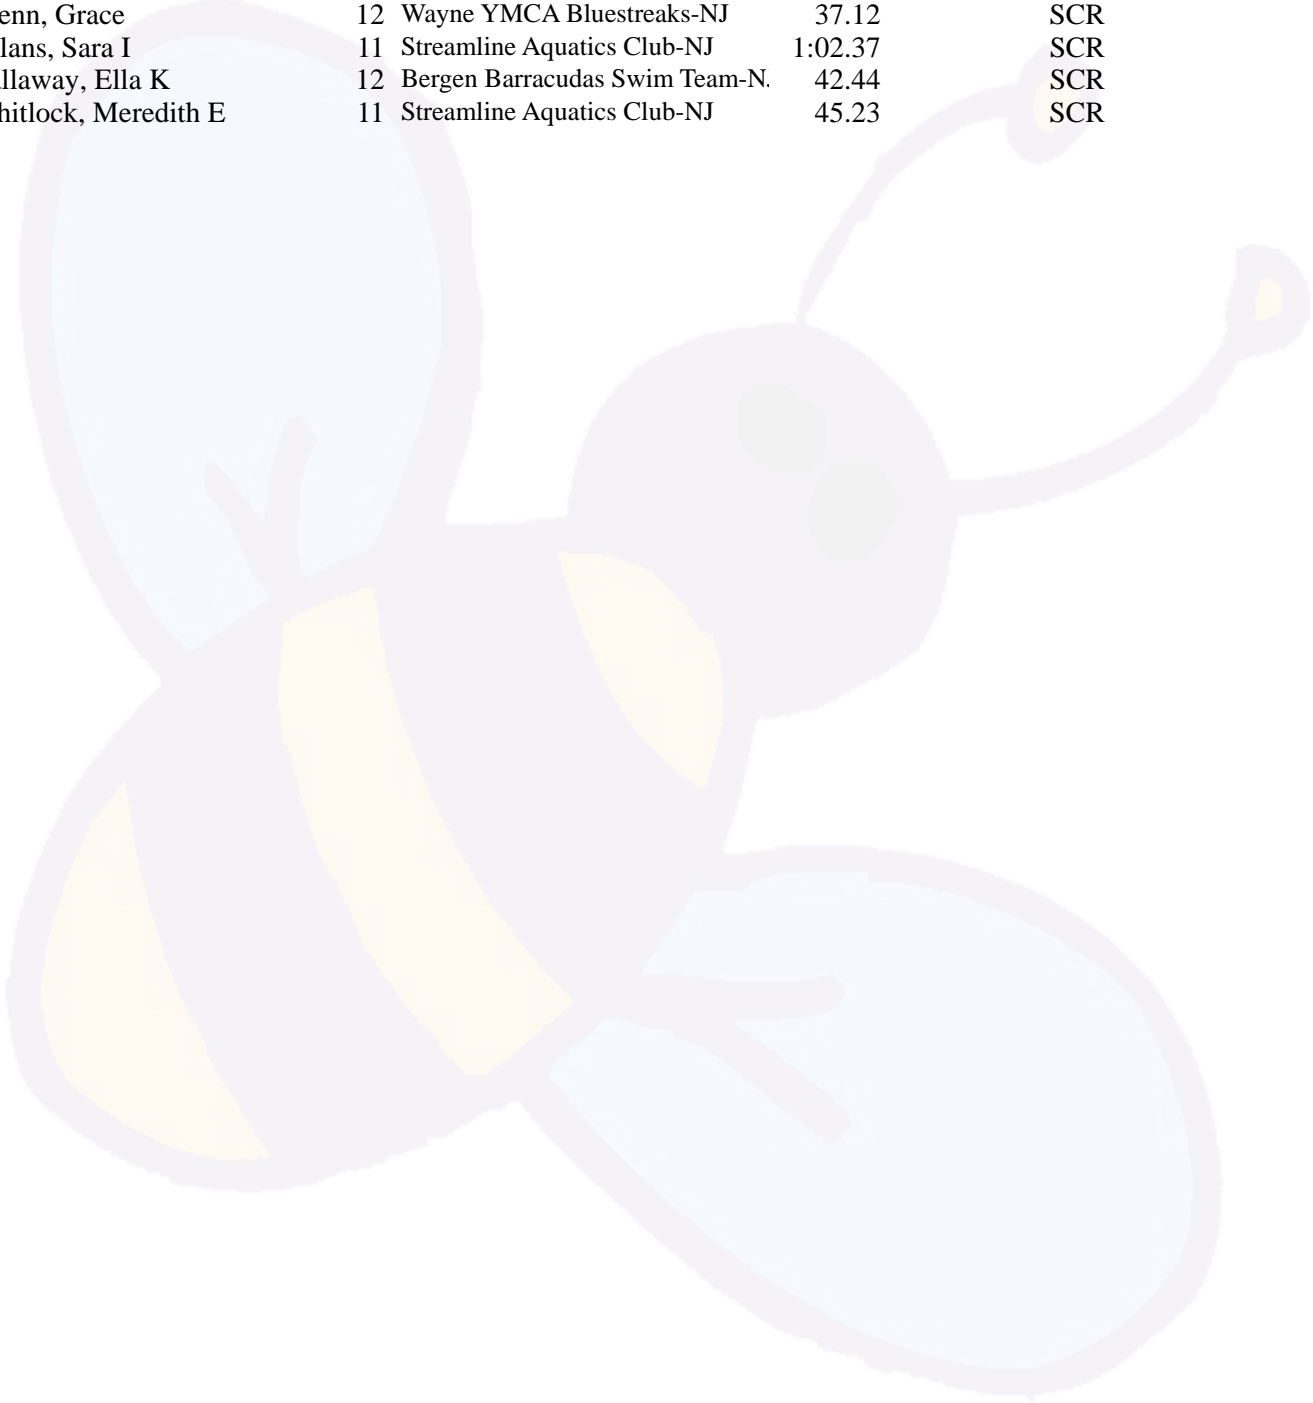 enn, Grace 12 Wayne YMCA Bluestreaks-NJ 37.12 SCR
lans, Sara I 11 Streamline Aquatics Club-NJ 1:02.37 SCR
llaway, Ella K 12 Bergen Barracudas Swim Team-N. 42.44 SCR
hitlock, Meredith E 11 Streamline Aquatics Club-NJ 45.23 SCR